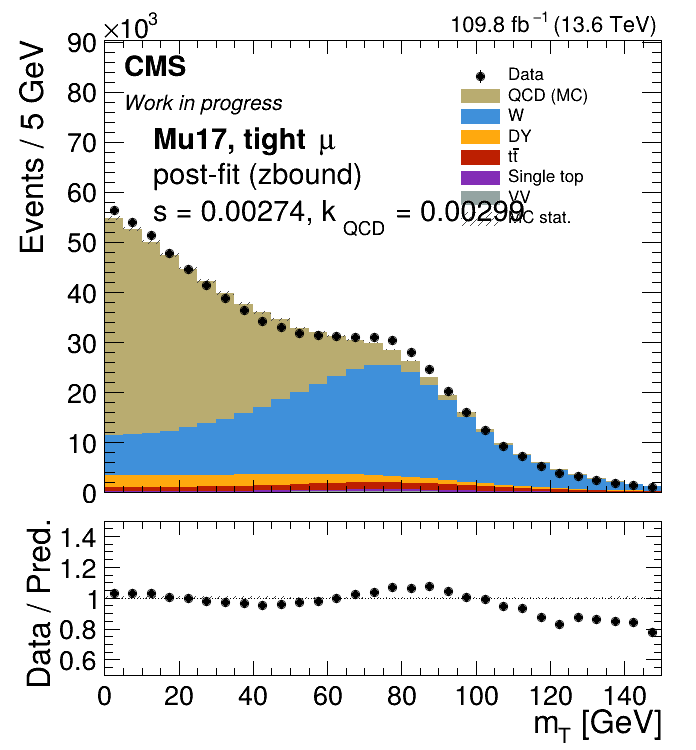 ×10³
109.8 fb⁻¹ (13.6 TeV)
Events / 5 GeV
90
80
70
60
50
40
30
20
10
0
CMS
Work in progress
Mu17, tight μ
post-fit (zbound)
s = 0.00274, k_QCD = 0.00299
Data
QCD (MC)
W
DY
tt̄
Single top
VV
MC stat.
Data / Pred.
1.4
1.2
1
0.8
0.6
0 20 40 60 80 100 120 140
m_T [GeV]